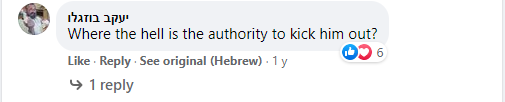 יעקב בוזגלו
Where the hell is the authority to kick him out?
Like · Reply · See original (Hebrew) · 1 y
6
1 reply